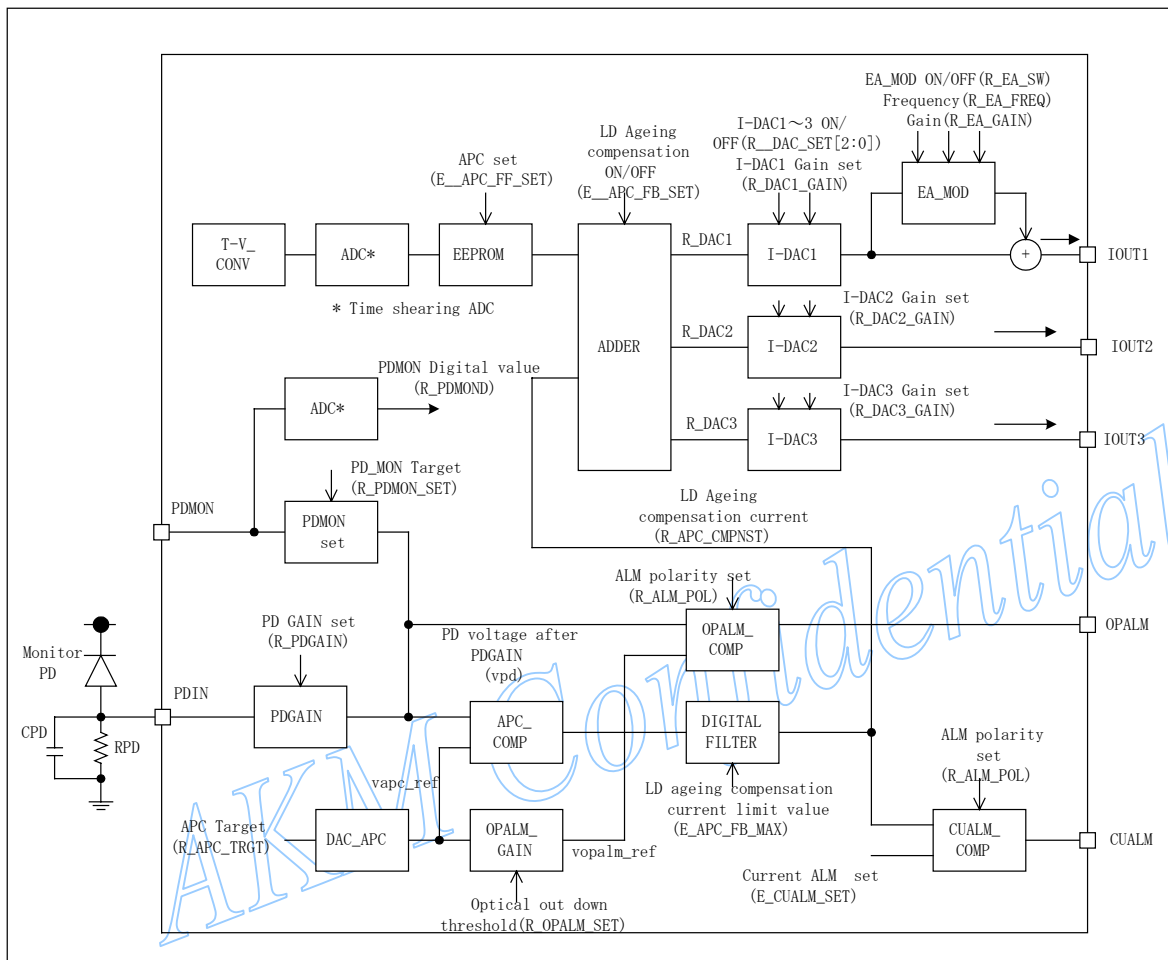 EA_MOD ON/OFF(R_EA_SW)
Frequency(R_EA_FREQ)
Gain(R_EA_GAIN)
I-DAC1～3 ON/
OFF(R__DAC_SET[2:0])
I-DAC1 Gain set
(R_DAC1_GAIN)
LD Ageing
compensation
ON/OFF
(E__APC_FB_SET)
APC set
(E__APC_FF_SET)
EA_MOD
T-V_
CONV
ADC*
EEPROM
R_DAC1
I-DAC1
+
IOUT1
* Time shearing ADC
I-DAC2 Gain set
(R_DAC2_GAIN)
ADDER
R_DAC2
I-DAC2
IOUT2
PDMON Digital value
(R_PDMOND)
ADC*
I-DAC3 Gain set
(R_DAC3_GAIN)
R_DAC3
I-DAC3
IOUT3
PD_MON Target
(R_PDMON_SET)
PDMON
PDMON
set
LD Ageing
compensation current
(R_APC_CMPNST)
ALM polarity set
(R_ALM_POL)
OPALM_
COMP
OPALM
PD GAIN set
(R_PDGAIN)
PD voltage after
PDGAIN
(vpd)
Monitor
PD
PDIN
PDGAIN
APC_
COMP
DIGITAL
FILTER
CPD
RPD
ALM polarity
set
(R_ALM_POL)
vapc_ref
LD ageing compensation
current limit value
(E_APC_FB_MAX)
APC Target
(R_APC_TRGT)
DAC_APC
OPALM_
GAIN
vopalm_ref
CUALM_
COMP
CUALM
Current ALM set
(E_CUALM_SET)
Optical out down
threshold(R_OPALM_SET)
AKM Confidential